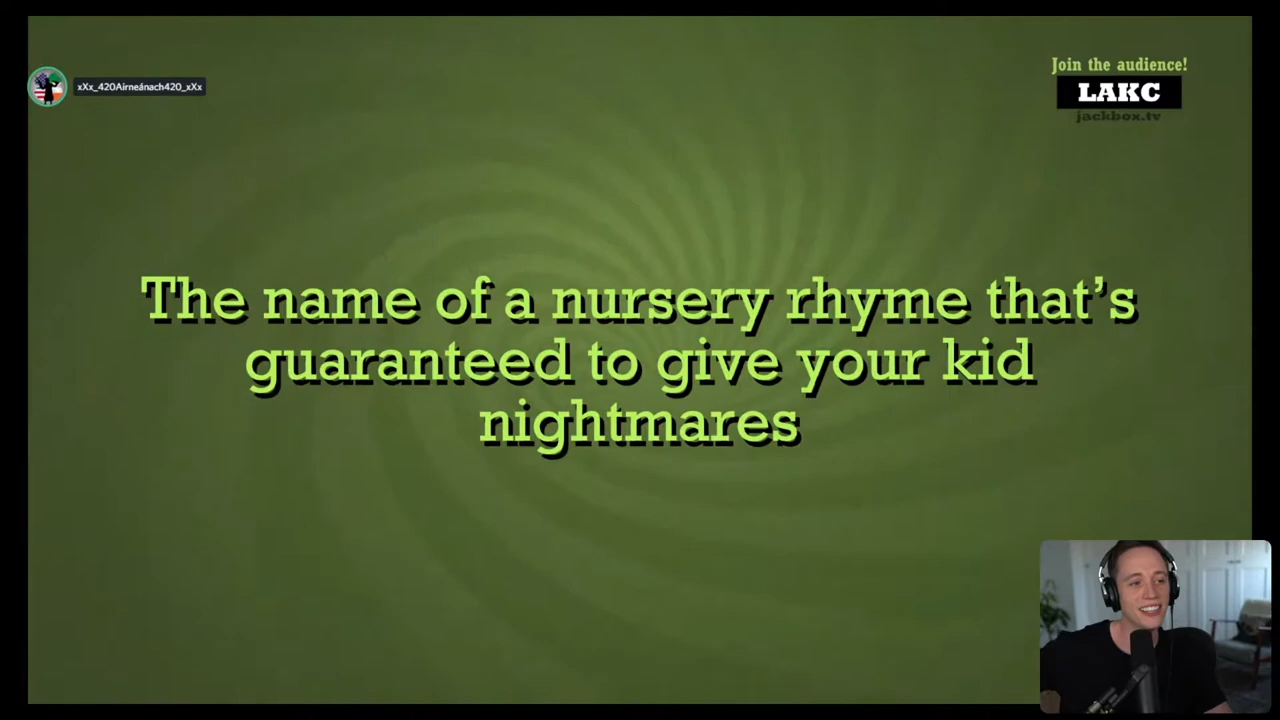 Join the audience!
xXx_420Airneánach420_xXx
LAKC
jackbox.tv
The name of a nursery rhyme that's
guaranteed to give your kid
nightmares